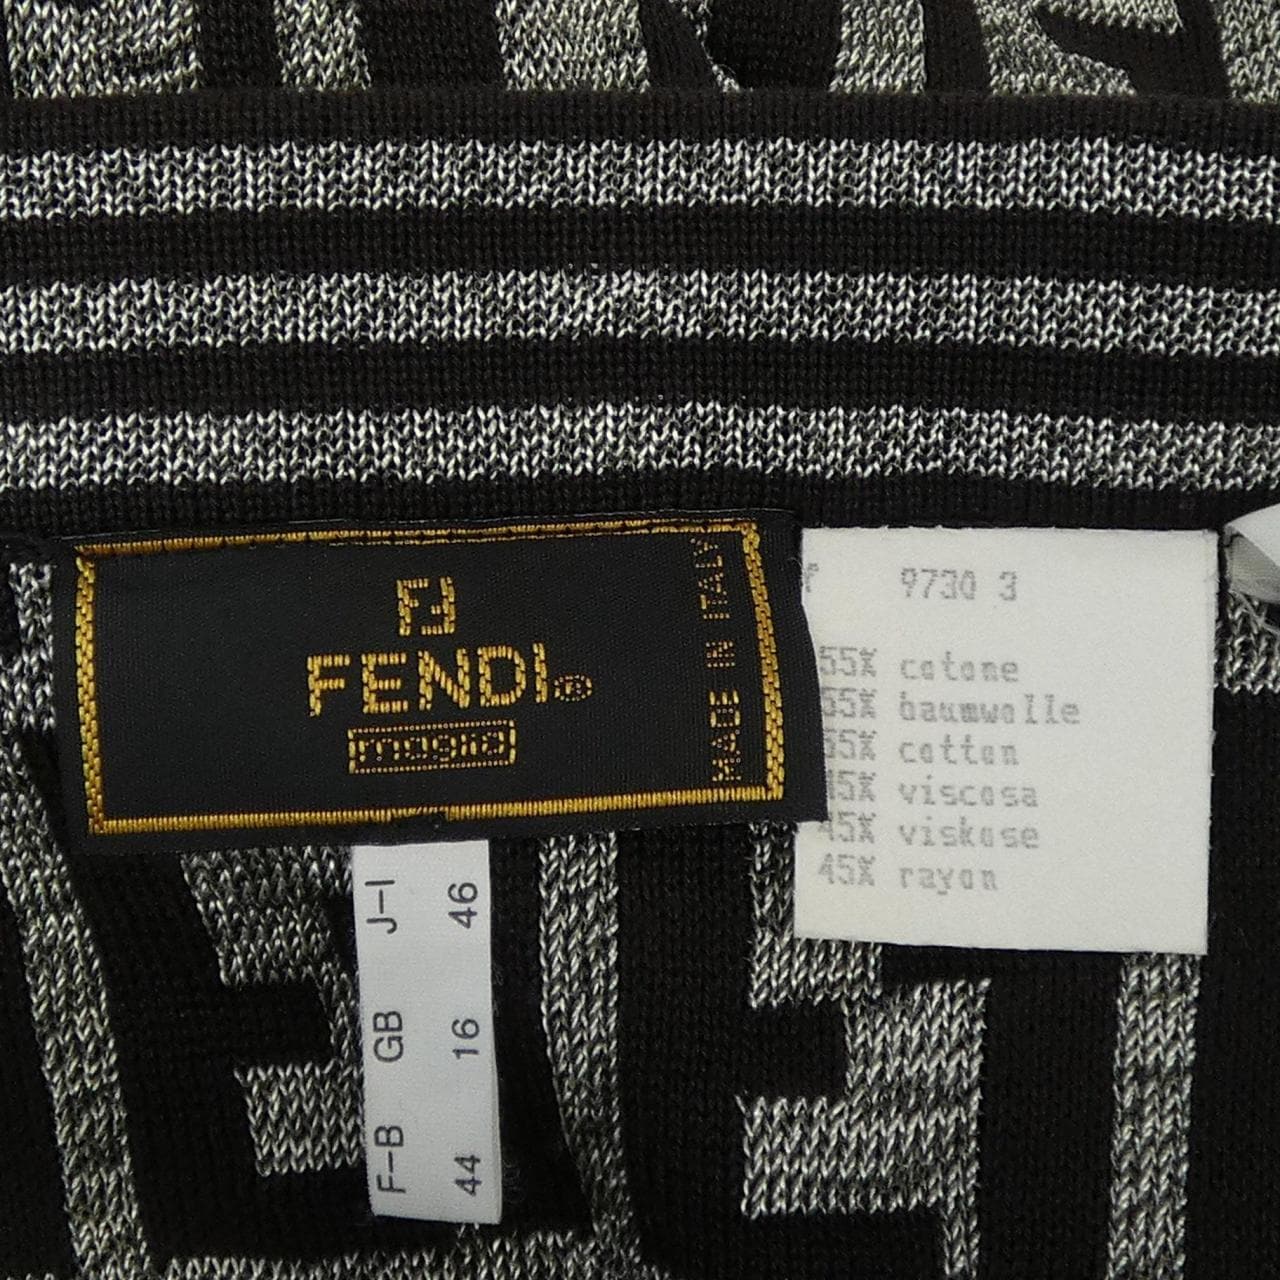 FENDI®
maglia
MADE IN ITALY
9730 3
55% cotone
55% baumwolle
55% cotton
45% viscosa
45% viskose
45% rayon
J-I 46
GB 16
F-B 44